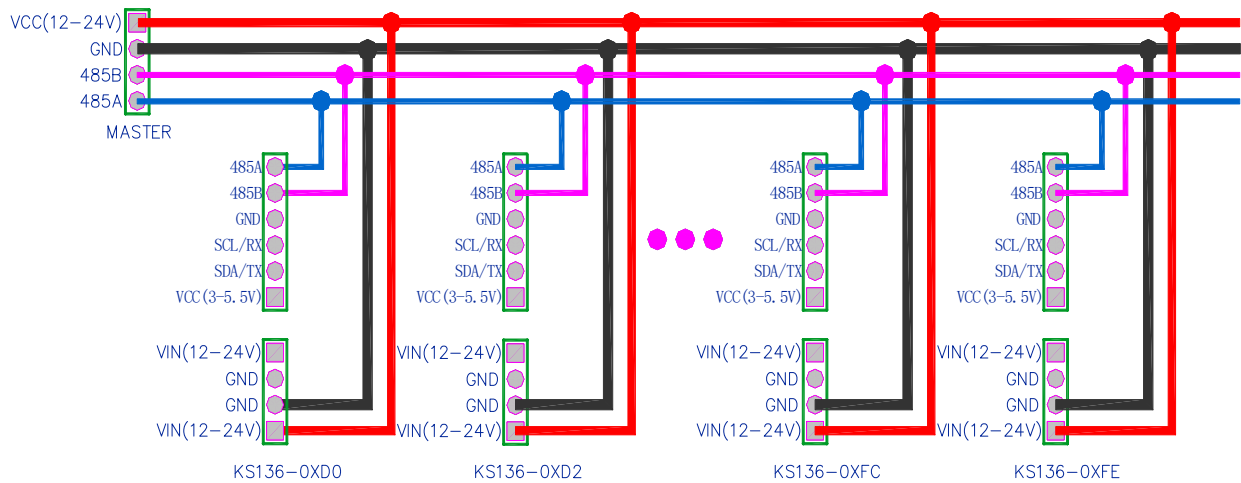 VCC(12-24V)
GND
485B
485A
MASTER
485A
485B
GND
SCL/RX
SDA/TX
VCC(3-5.5V)
VIN(12-24V)
GND
GND
VIN(12-24V)
KS136-0XD0
485A
485B
GND
SCL/RX
SDA/TX
VCC(3-5.5V)
VIN(12-24V)
GND
GND
VIN(12-24V)
KS136-0XD2
485A
485B
GND
SCL/RX
SDA/TX
VCC(3-5.5V)
VIN(12-24V)
GND
GND
VIN(12-24V)
KS136-0XFC
485A
485B
GND
SCL/RX
SDA/TX
VCC(3-5.5V)
VIN(12-24V)
GND
GND
VIN(12-24V)
KS136-0XFE